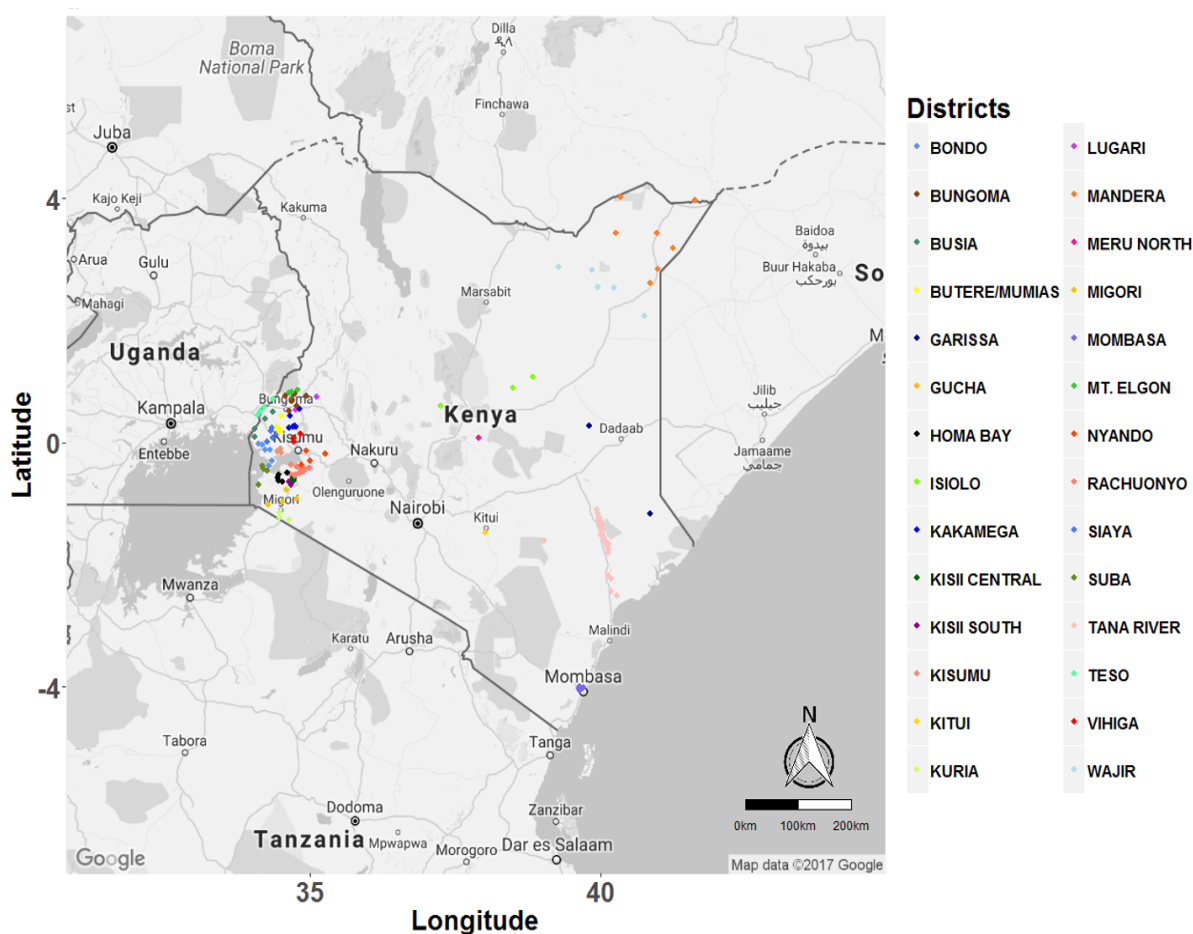 Boma
National Park
Dilla
ዲላ
Finchawa
Juba
Kajo Keji
4
Kakuma
Arua
Gulu
Baidoa
بيدوة
Buur Hakaba
بورحكب
So
Mahagi
Marsabit
Uganda
Kampala
Entebbe
Bungoma
Kisumu
Kenya
Jilib
جيليب
Dadaab
Jamaame
جمامي
0
Nakuru
Olenguruone
Nairobi
Kitui
Migori
Mwanza
Karatu
Arusha
Malindi
Mombasa
-4
Tabora
Tanga
Dodoma
Zanzibar
Tanzania
Mpwapwa
Morogoro
Dar es Salaam
Google
Map data ©2017 Google
N
0km 100km 200km
35
40
Longitude
Latitude
Districts
BONDO
BUNGOMA
BUSIA
BUTERE/MUMIAS
GARISSA
GUCHA
HOMA BAY
ISIOLO
KAKAMEGA
KISII CENTRAL
KISII SOUTH
KISUMU
KITUI
KURIA
LUGARI
MANDERA
MERU NORTH
MIGORI
MOMBASA
MT. ELGON
NYANDO
RACHUONYO
SIAYA
SUBA
TANA RIVER
TESO
VIHIGA
WAJIR